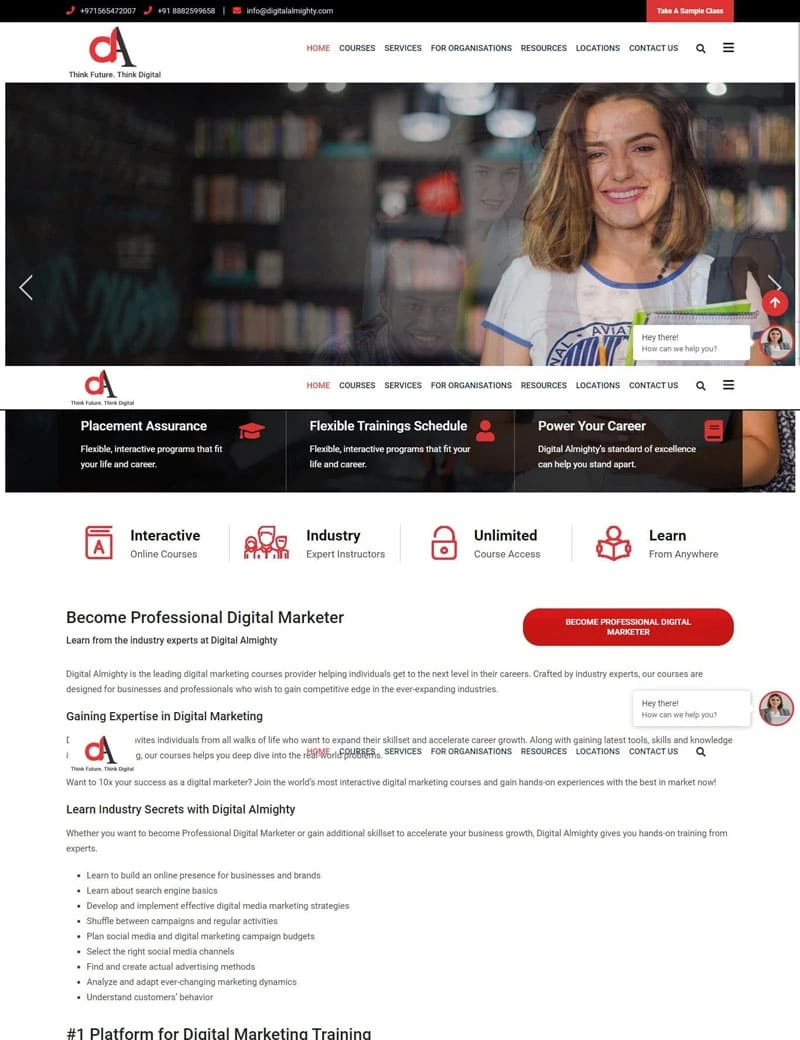 +971565472007 +91 8882599658 | info@digitalalmighty.com Take A Sample Class
dA
Think Future. Think Digital
HOME COURSES SERVICES FOR ORGANISATIONS RESOURCES LOCATIONS CONTACT US
AVIAT
NAL
Hey there!
How can we help you?
dA
Think Future. Think Digital
HOME COURSES SERVICES FOR ORGANISATIONS RESOURCES LOCATIONS CONTACT US
Placement Assurance
Flexible, interactive programs that fit
your life and career.
Flexible Trainings Schedule
Flexible, interactive programs that fit your
life and career.
Power Your Career
Digital Almighty's standard of excellence
can help you stand apart.
A
Interactive
Online Courses
Industry
Expert Instructors
Unlimited
Course Access
Learn
From Anywhere
Become Professional Digital Marketer
Learn from the industry experts at Digital Almighty
BECOME PROFESSIONAL DIGITAL
MARKETER
Digital Almighty is the leading digital marketing courses provider helping individuals get to the next level in their careers. Crafted by industry experts, our courses are
designed for businesses and professionals who wish to gain competitive edge in the ever-expanding industries.
Hey there!
How can we help you?
Gaining Expertise in Digital Marketing
vites individuals from all walks of life who want to expand their skillset and accelerate career growth. Along with gaining latest tools, skills and knowledge
g, our courses helps you deep dive into the real-world problems.
dA
Think Future. Think Digital
HOME COURSES SERVICES FOR ORGANISATIONS RESOURCES LOCATIONS CONTACT US
Want to 10x your success as a digital marketer? Join the world's most interactive digital marketing courses and gain hands-on experiences with the best in market now!
Learn Industry Secrets with Digital Almighty
Whether you want to become Professional Digital Marketer or gain additional skillset to accelerate your business growth, Digital Almighty gives you hands-on training from
experts.
• Learn to build an online presence for businesses and brands
• Learn about search engine basics
• Develop and implement effective digital media marketing strategies
• Shuffle between campaigns and regular activities
• Plan social media and digital marketing campaign budgets
• Select the right social media channels
• Find and create actual advertising methods
• Analyze and adapt ever-changing marketing dynamics
• Understand customers' behavior
#1 Platform for Digital Marketing Training